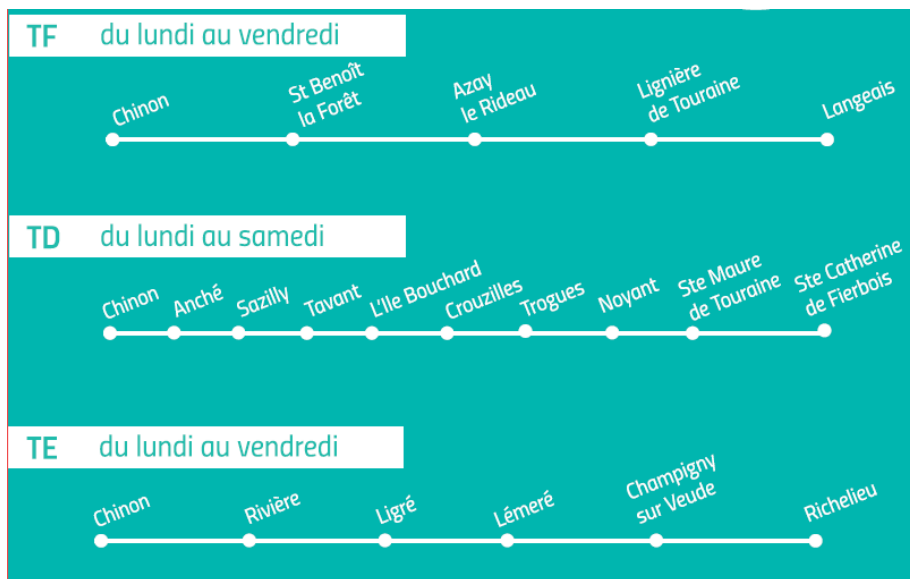 TF du lundi au vendredi
Chinon
St Benoît
la Forêt
Azay
le Rideau
Lignière
de Touraine
Langeais
TD du lundi au samedi
Chinon
Anché
Sazilly
Tavant
L'Ile Bouchard
Crouzilles
Trogues
Noyant
Ste Maure
de Touraine
Ste Catherine
de Fierbois
TE du lundi au vendredi
Chinon
Rivière
Ligré
Lémeré
Champigny
sur Veude
Richelieu